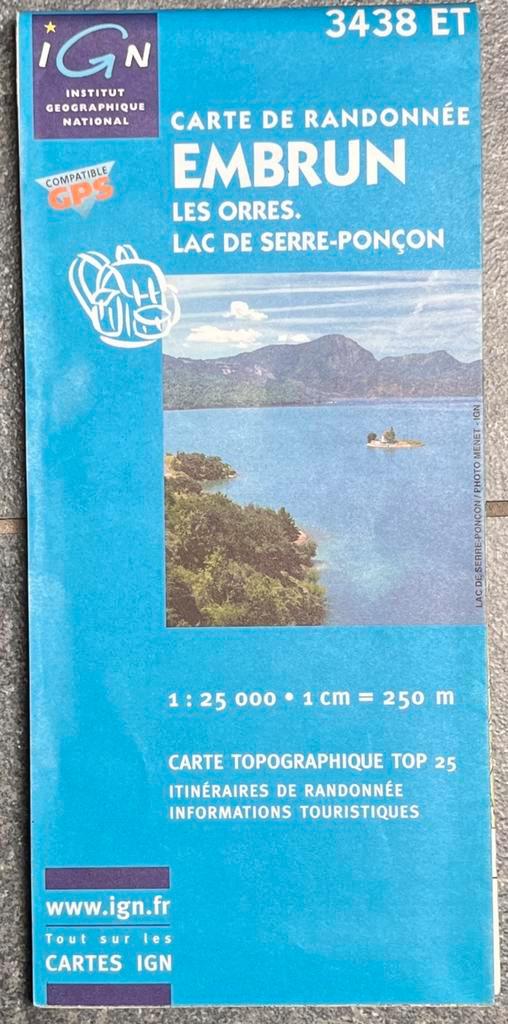 3438 ET
IGN
INSTITUT
GEOGRAPHIQUE
NATIONAL
CARTE DE RANDONNÉE
EMBRUN
LES ORRES.
LAC DE SERRE-PONÇON
COMPATIBLE
GPS
LAC DE SERRE-PONCON / PHOTO MENET - IGN
1 : 25 000 • 1 cm = 250 m
CARTE TOPOGRAPHIQUE TOP 25
ITINÉRAIRES DE RANDONNÉE
INFORMATIONS TOURISTIQUES
www.ign.fr
Tout sur les
CARTES IGN